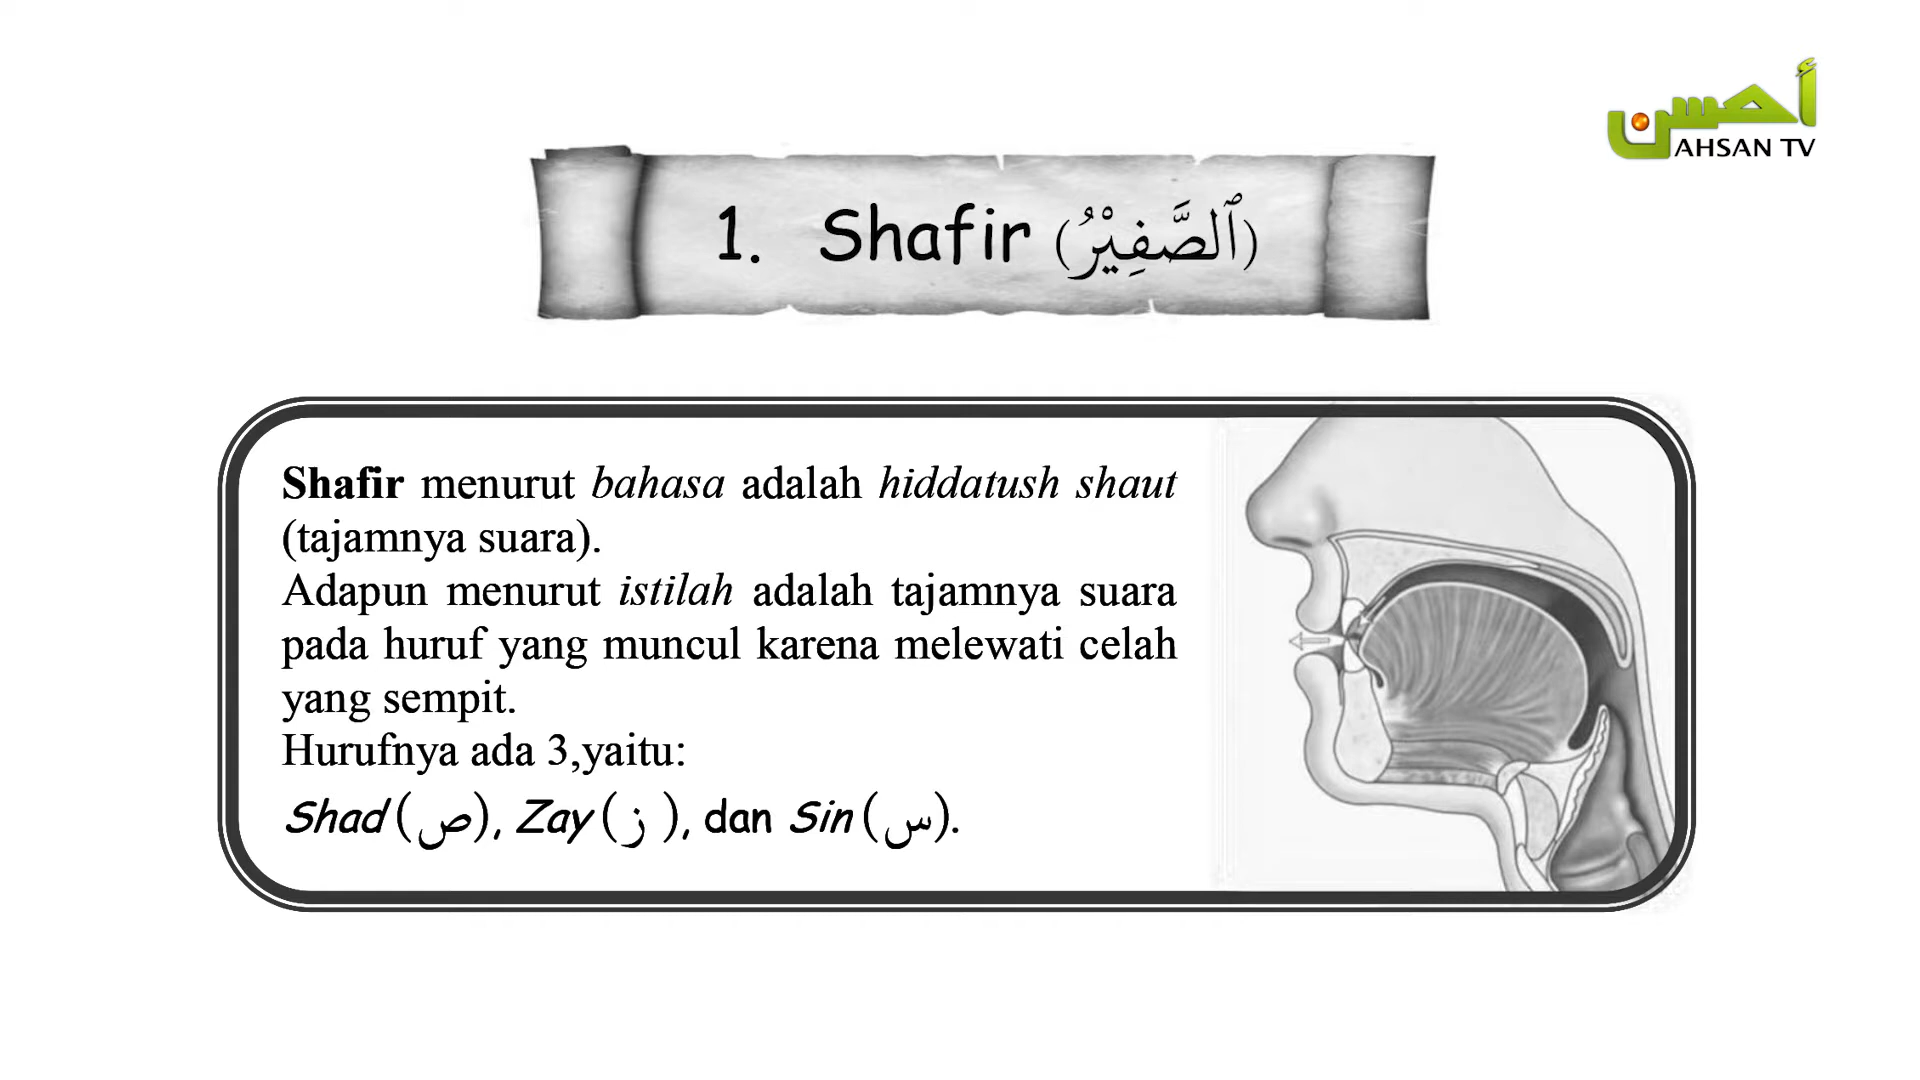 أحسن
AHSAN TV
1. Shafir (ٱلصَّفِيْرُ)
Shafir menurut bahasa adalah hiddatush shaut
(tajamnya suara).
Adapun menurut istilah adalah tajamnya suara
pada huruf yang muncul karena melewati celah
yang sempit.
Hurufnya ada 3,yaitu:
Shad (ص), Zay (ز ), dan Sin (س).